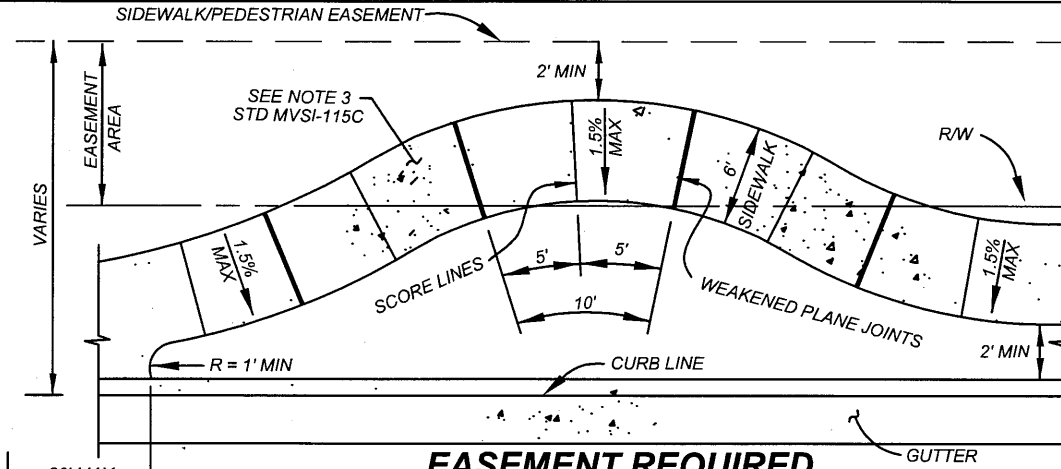 SIDEWALK/PEDESTRIAN EASEMENT
2' MIN
SEE NOTE 3
STD MVSI-115C
EASEMENT
AREA
R/W
1.5%
MAX
6'
SIDEWALK
VARIES
1.5%
MAX
SCORE LINES
5'
5'
10'
WEAKENED PLANE JOINTS
1.5%
MAX
R = 1' MIN
CURB LINE
2' MIN
EASEMENT REQUIRED
GUTTER